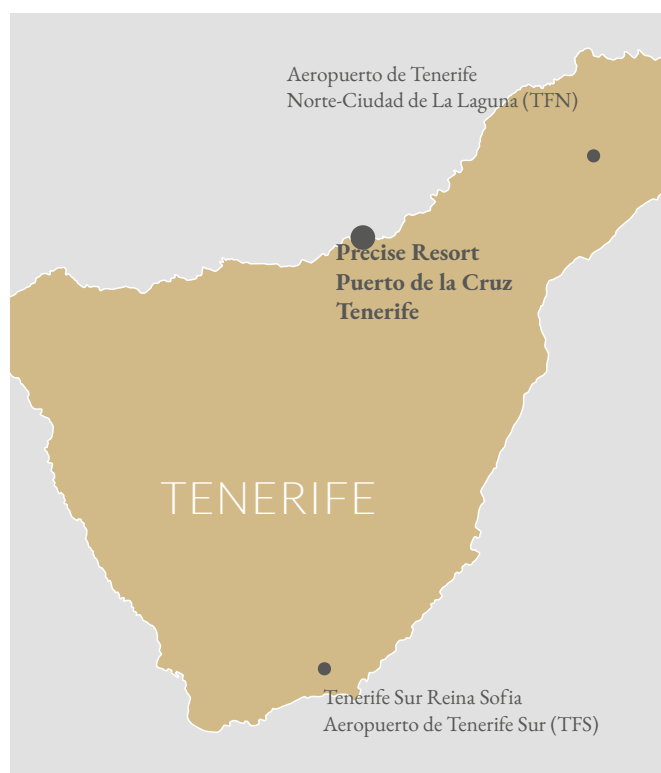 Aeropuerto de Tenerife
Norte-Ciudad de La Laguna (TFN)
Precise Resort
Puerto de la Cruz
Tenerife
TENERIFE
Tenerife Sur Reina Sofia
Aeropuerto de Tenerife Sur (TFS)